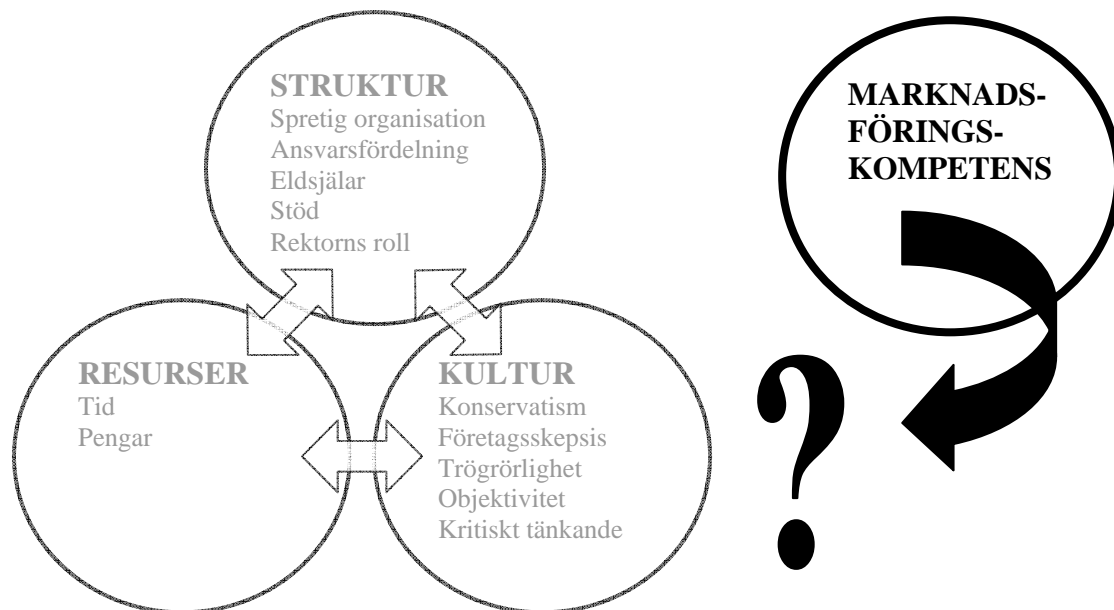 STRUKTUR
Spretig organisation
Ansvarsfördelning
Eldsjälar
Stöd
Rektorns roll
MARKNADS-
FÖRINGS-
KOMPETENS
RESURSER
Tid
Pengar
KULTUR
Konservatism
Företagsskepsis
Trögrörlighet
Objektivitet
Kritiskt tänkande
?